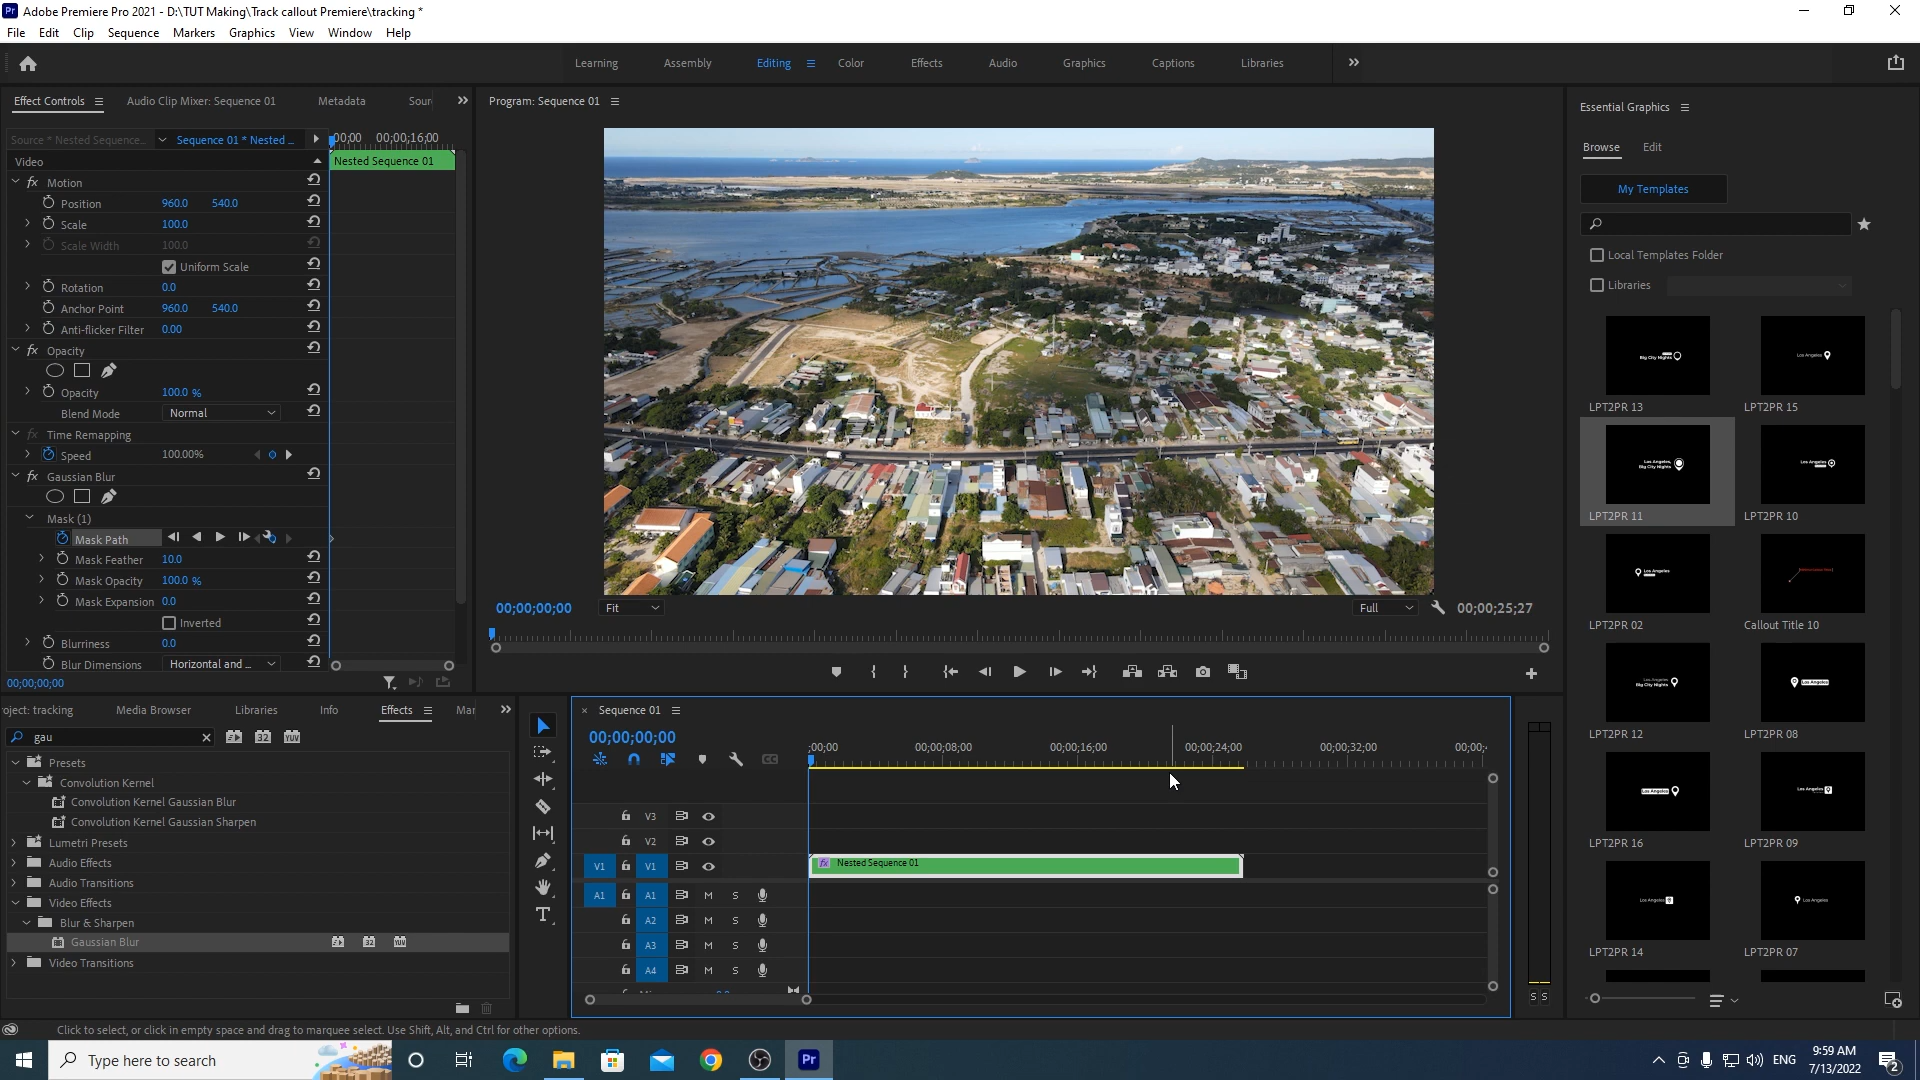 Adobe Premiere Pro 2021 - D:\TUT Making\Track callout Premiere\tracking *
File Edit Clip Sequence Markers Graphics View Window Help
Learning Assembly Editing Color Effects Audio Graphics Captions Libraries
Effect Controls Audio Clip Mixer: Sequence 01 Metadata Sour
Source * Nested Sequence... Sequence 01 * Nested ... 00;00 00;00;16;00
Video Nested Sequence 01
Motion
Position 960.0 540.0
Scale 100.0
Scale Width 100.0
Uniform Scale
Rotation 0.0
Anchor Point 960.0 540.0
Anti-flicker Filter 0.00
Opacity
Opacity 100.0 %
Blend Mode Normal
Time Remapping
Speed 100.00%
Gaussian Blur
Mask (1)
Mask Path
Mask Feather 10.0
Mask Opacity 100.0 %
Mask Expansion 0.0
Inverted
Blurriness 0.0
Blur Dimensions Horizontal and ...
00;00;00;00
Program: Sequence 01
00;00;00;00 Fit Full 00;00;25;27
Essential Graphics
Browse Edit
My Templates
Local Templates Folder
Libraries
LPT2PR 13 LPT2PR 15
LPT2PR 11 LPT2PR 10
LPT2PR 02 Callout Title 10
LPT2PR 12 LPT2PR 08
LPT2PR 16 LPT2PR 09
LPT2PR 14 LPT2PR 07
oject: tracking Media Browser Libraries Info Effects Mar
gau
Presets
Convolution Kernel
Convolution Kernel Gaussian Blur
Convolution Kernel Gaussian Sharpen
Lumetri Presets
Audio Effects
Audio Transitions
Video Effects
Blur & Sharpen
Gaussian Blur
Video Transitions
Sequence 01
00;00;00;00
;00;00 00;00;08;00 00;00;16;00 00;00;24;00 00;00;32;00 00;00;
V3
V2
V1 V1 fx Nested Sequence 01
A1 A1 M S
A2 M S
A3 M S
A4 M S
S S
Click to select, or click in empty space and drag to marquee select. Use Shift, Alt, and Ctrl for other options.
Type here to search
ENG
9:59 AM
7/13/2022
2